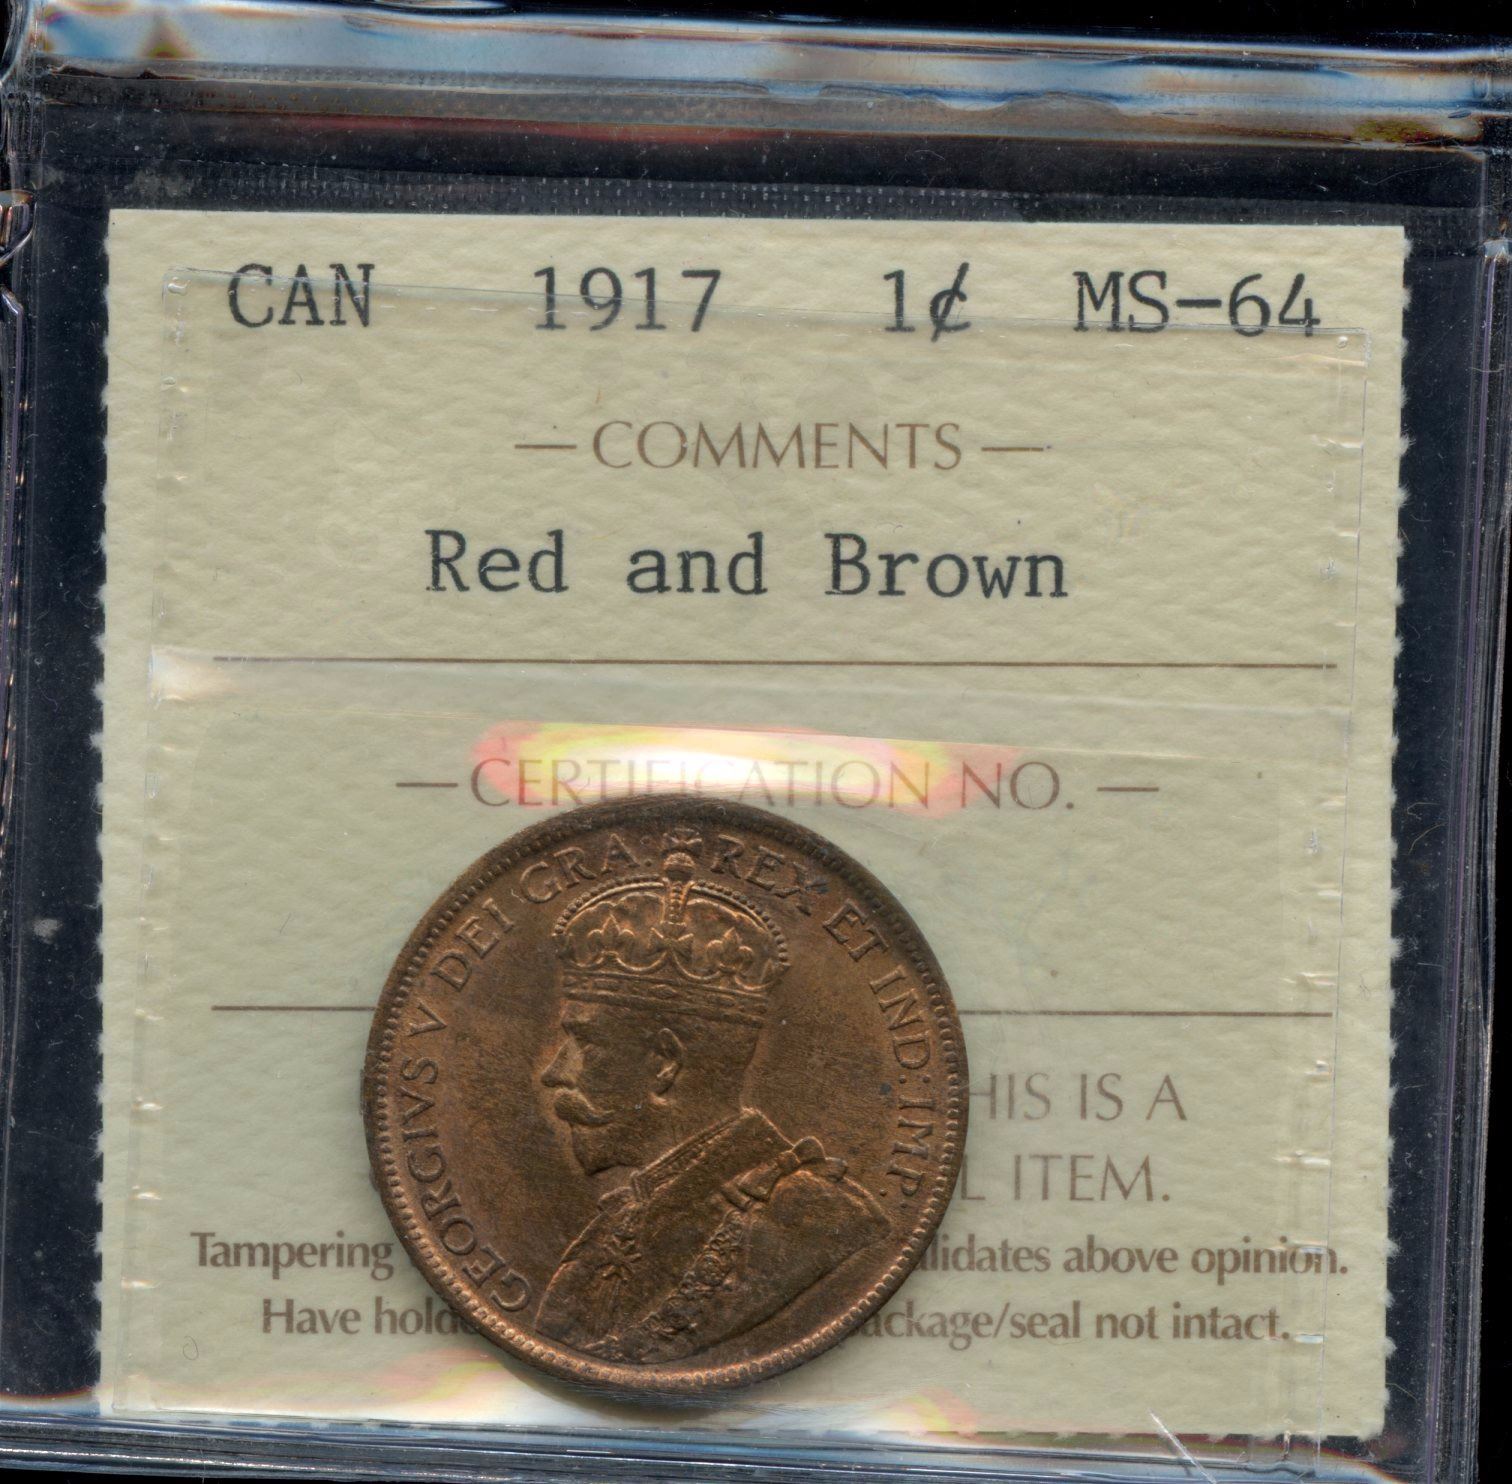 CAN 1917 1¢ MS-64
— COMMENTS —
Red and Brown
— CERTIFICATION NO. —
GEORGIVS V DEI GRA. REX ET IND: IMP.
HIS IS A
L ITEM.
Tampering lidates above opinion.
Have hold ackage/seal not intact.